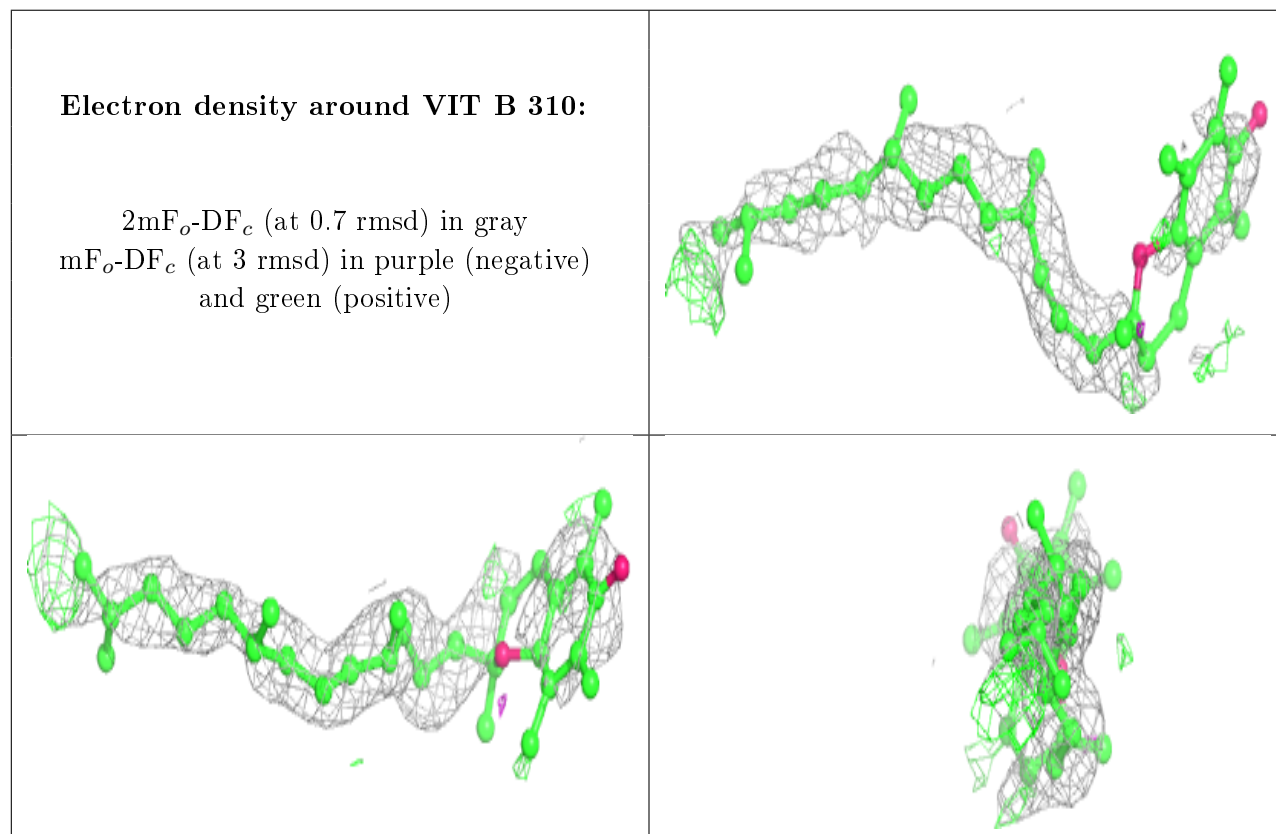 Electron density around VIT B 310:
2mFo-DFc (at 0.7 rmsd) in gray
mFo-DFc (at 3 rmsd) in purple (negative)
and green (positive)